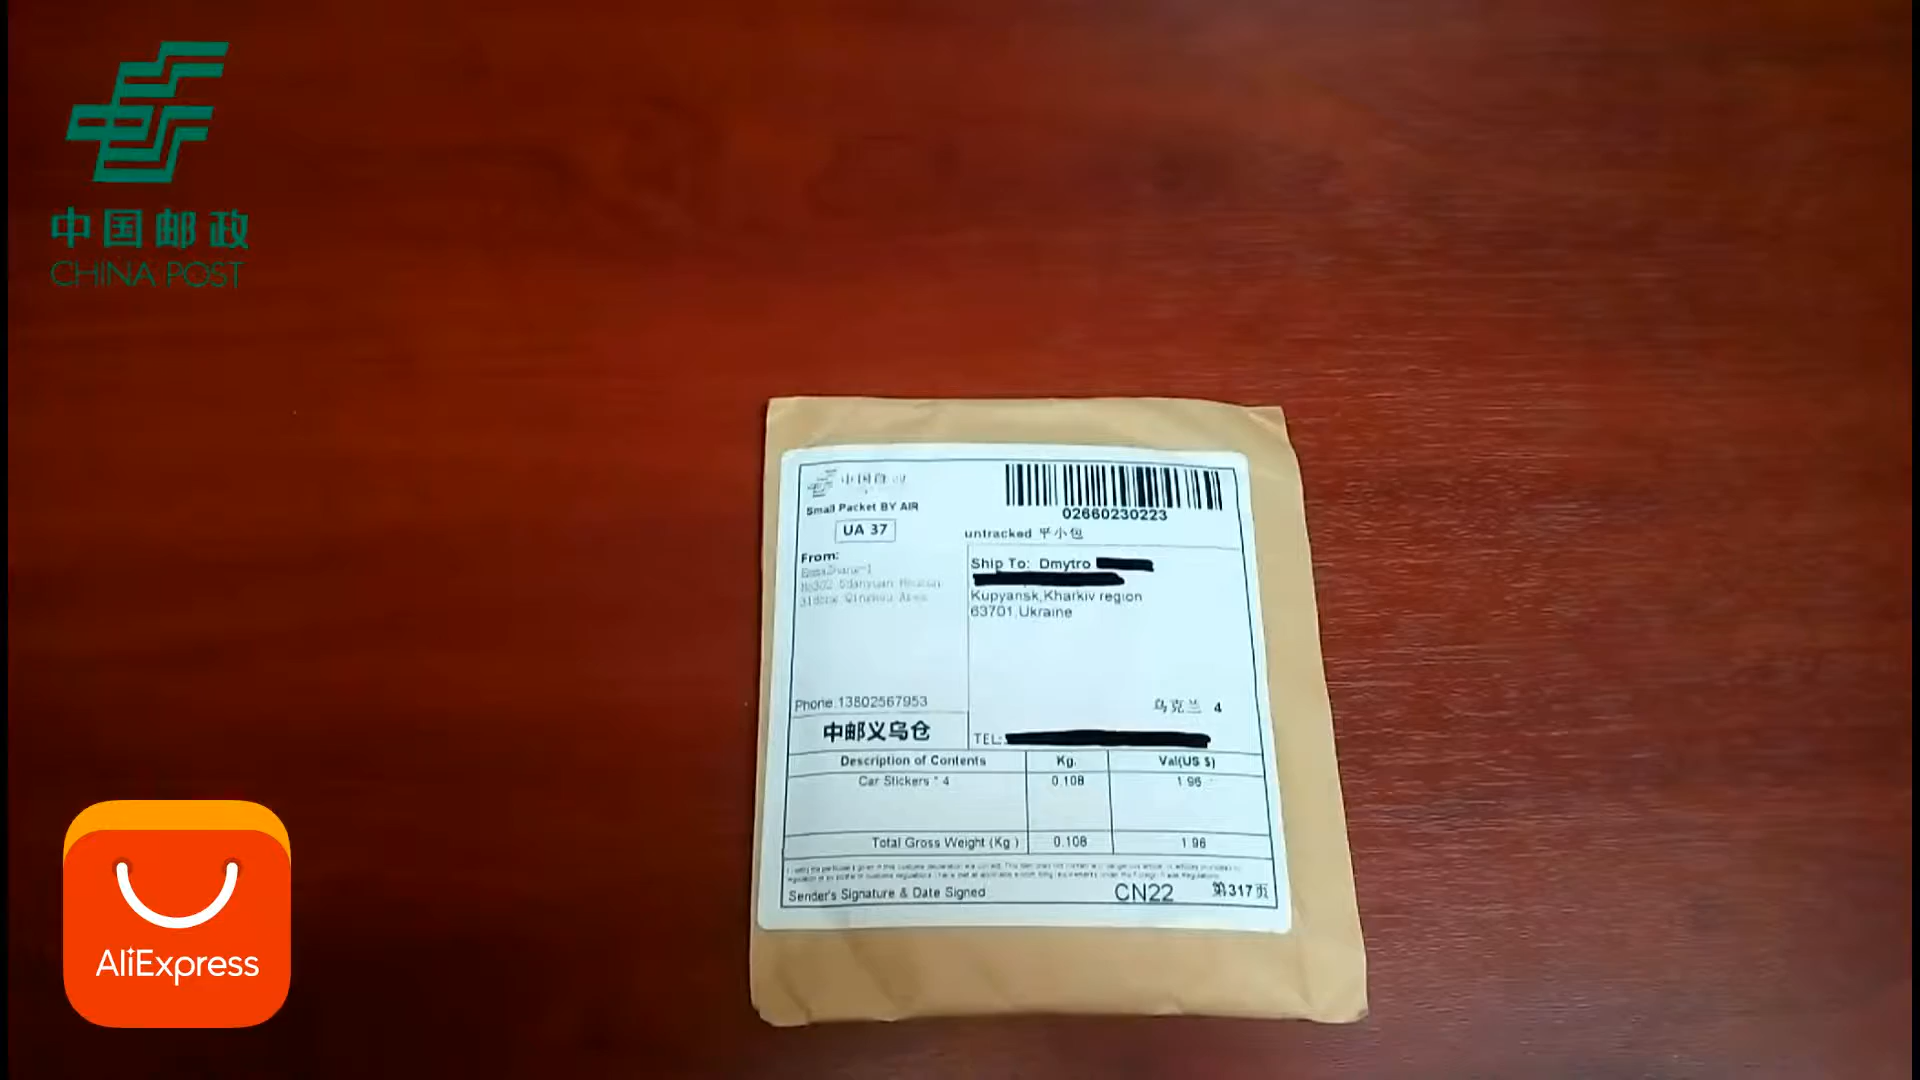 中国邮政
CHINA POST
Small Packet BY AIR
UA 37
02660230223
untracked 平小包
From:
Ship To: Dmytro
Kupyansk,Kharkiv region
63701,Ukraine
Phone:13802567953
乌克兰 4
中邮义乌仓
TEL:
Description of Contents Kg. Val(US $)
Car Stickers * 4 0.108 1.96
Total Gross Weight (Kg.) 0.108 1.96
Sender's Signature & Date Signed CN22 第317页
AliExpress